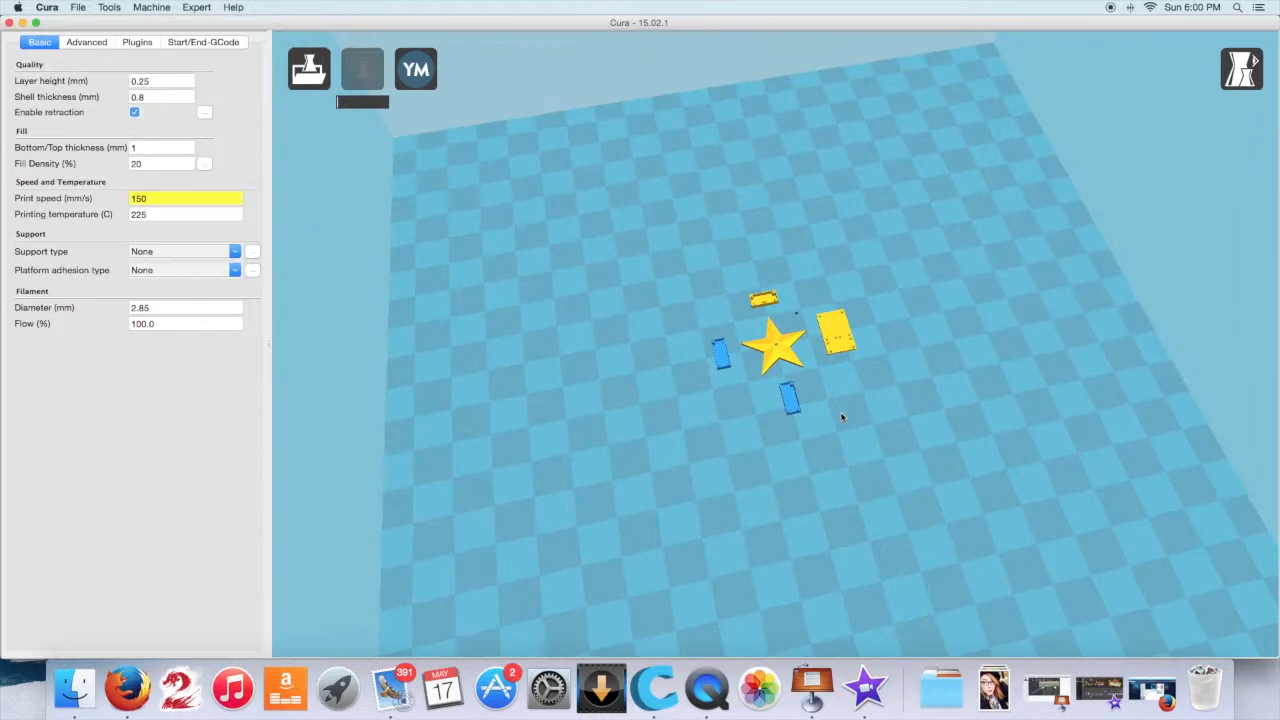 Cura File Tools Machine Expert Help Sun 6:00 PM
Cura - 15.02.1
Basic Advanced Plugins Start/End-GCode
Quality
Layer height (mm) 0.25
Shell thickness (mm) 0.8
Enable retraction ...
Fill
Bottom/Top thickness (mm) 1
Fill Density (%) 20 ...
Speed and Temperature
Print speed (mm/s) 150
Printing temperature (C) 225
Support
Support type None ...
Platform adhesion type None ...
Filament
Diameter (mm) 2.85
Flow (%) 100.0
YM
391
MAY
17
2